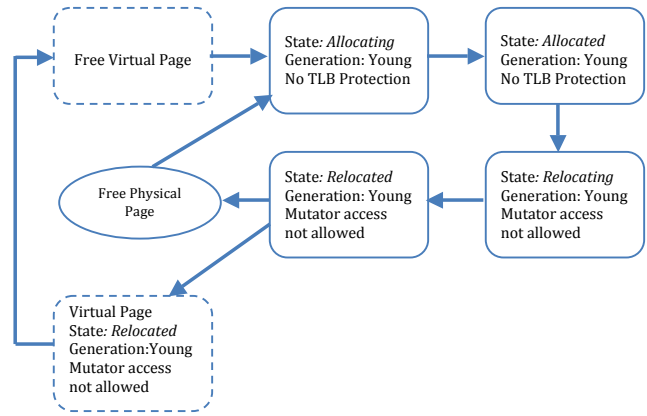 Free Virtual Page
State: Allocating
Generation: Young
No TLB Protection
State: Allocated
Generation: Young
No TLB Protection
Free Physical
Page
State: Relocated
Generation: Young
Mutator access
not allowed
State: Relocating
Generation: Young
Mutator access
not allowed
Virtual Page
State: Relocated
Generation:Young
Mutator access
not allowed